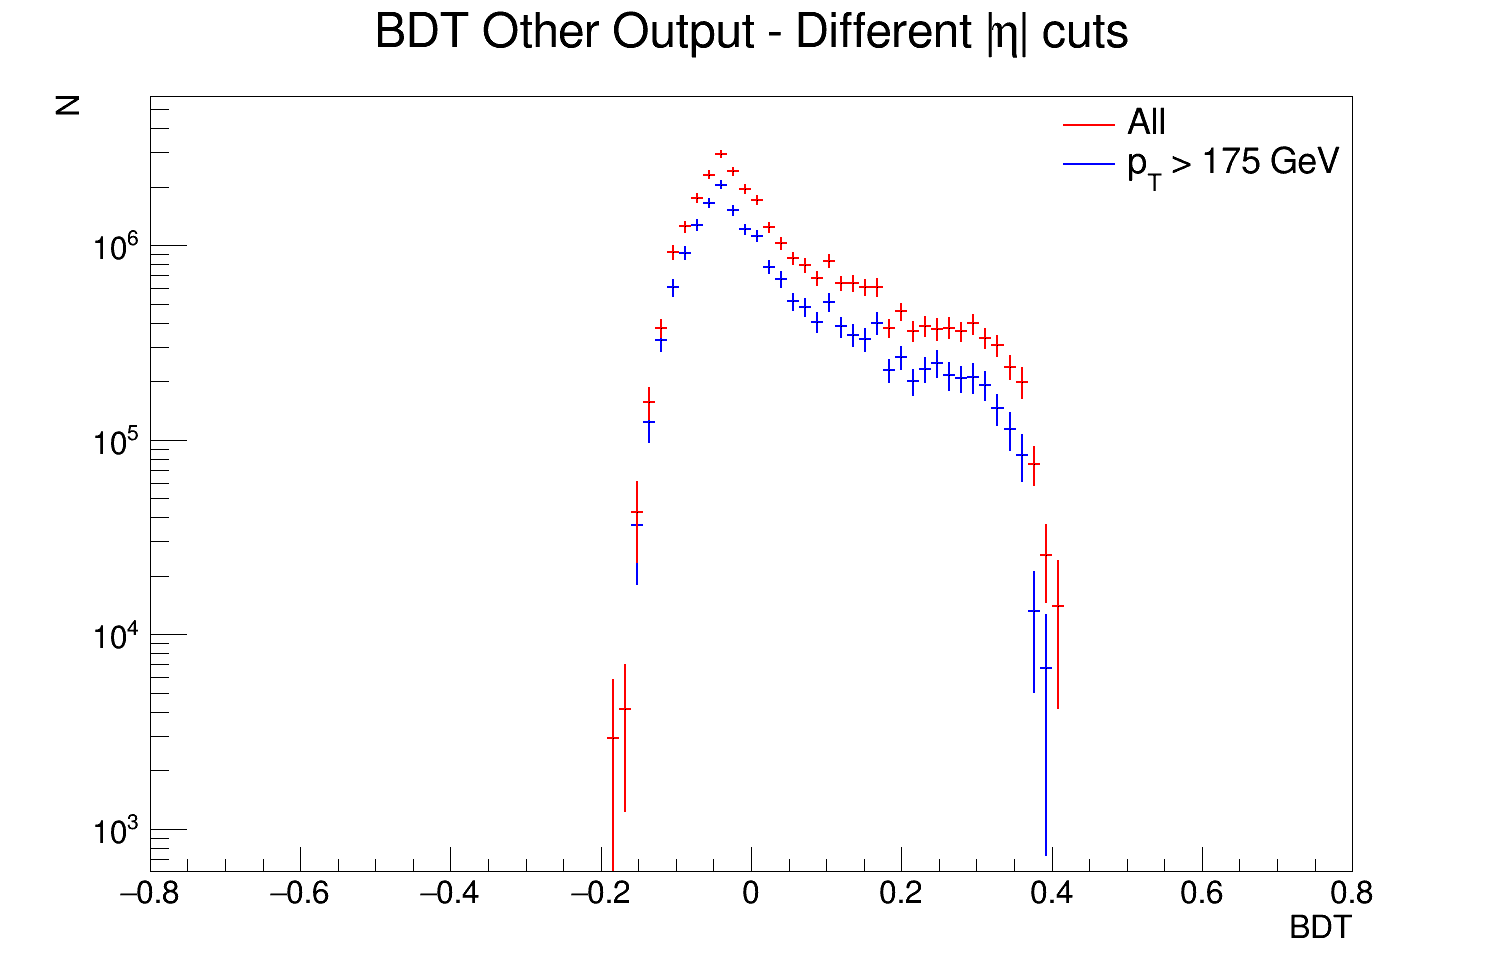 BDT Other Output - Different |η| cuts
N
All
p_T > 175 GeV
10^6
10^5
10^4
10^3
−0.8 −0.6 −0.4 −0.2 0 0.2 0.4 0.6 0.8
BDT